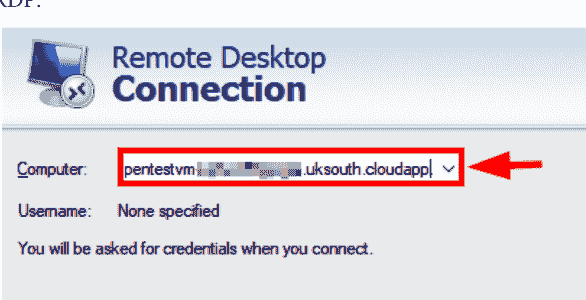 RDP.
Remote Desktop
Connection
Computer: pentestvm .uksouth.cloudapp.
Username: None specified
You will be asked for credentials when you connect.